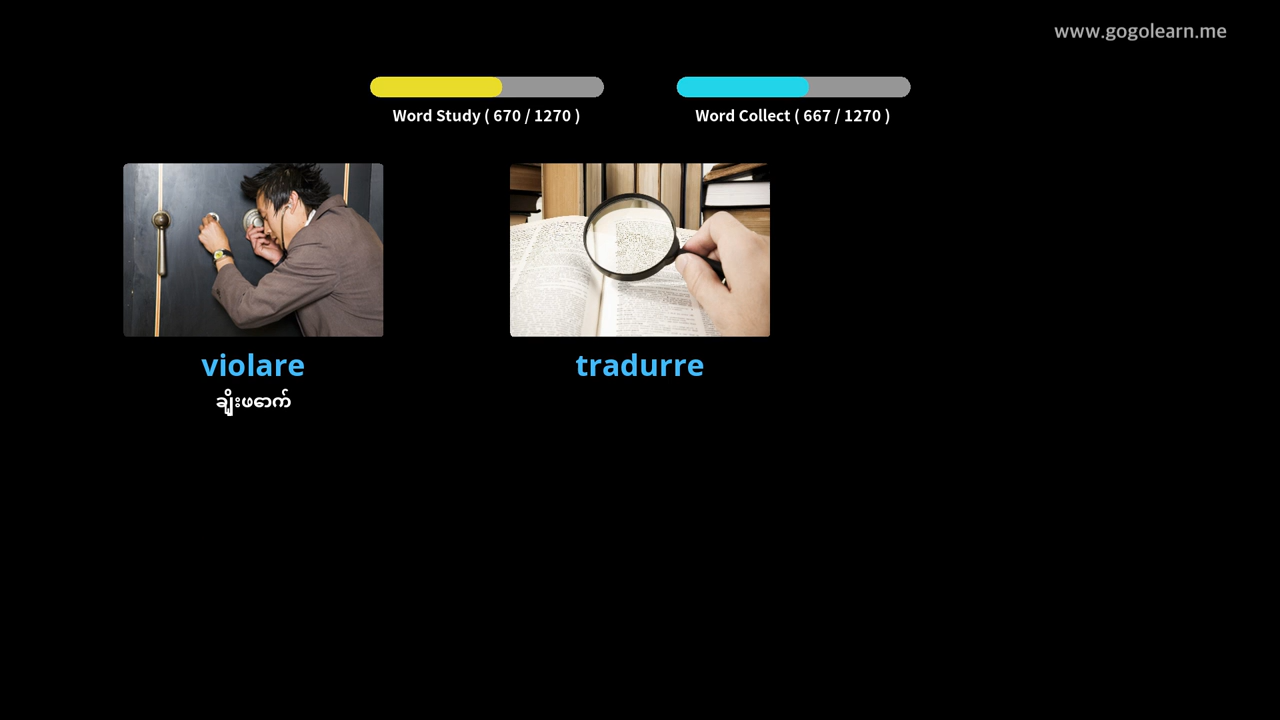 www.gogolearn.me
Word Study ( 670 / 1270 )
Word Collect ( 667 / 1270 )
violare
ချိုးဖောက်
tradurre